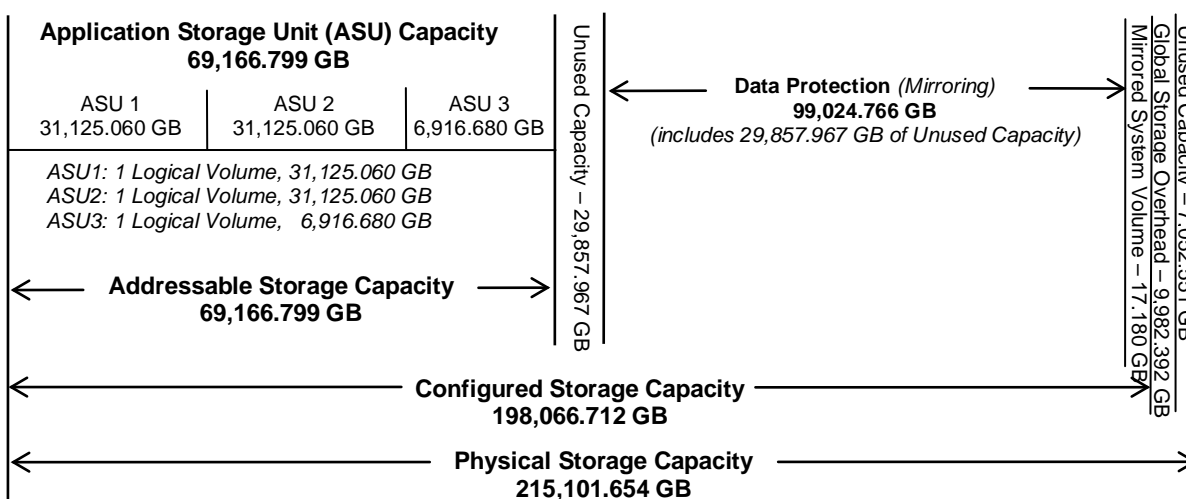 Application Storage Unit (ASU) Capacity
69,166.799 GB
ASU 1
31,125.060 GB
ASU 2
31,125.060 GB
ASU 3
6,916.680 GB
ASU1: 1 Logical Volume, 31,125.060 GB
ASU2: 1 Logical Volume, 31,125.060 GB
ASU3: 1 Logical Volume, 6,916.680 GB
Addressable Storage Capacity
69,166.799 GB
Unused Capacity – 29,857.967 GB
Data Protection (Mirroring)
99,024.766 GB
(includes 29,857.967 GB of Unused Capacity)
Mirrored System Volume – 17.180 GB
Global Storage Overhead – 9,982.392 GB
Unused Capacity – GB
Configured Storage Capacity
198,066.712 GB
Physical Storage Capacity
215,101.654 GB